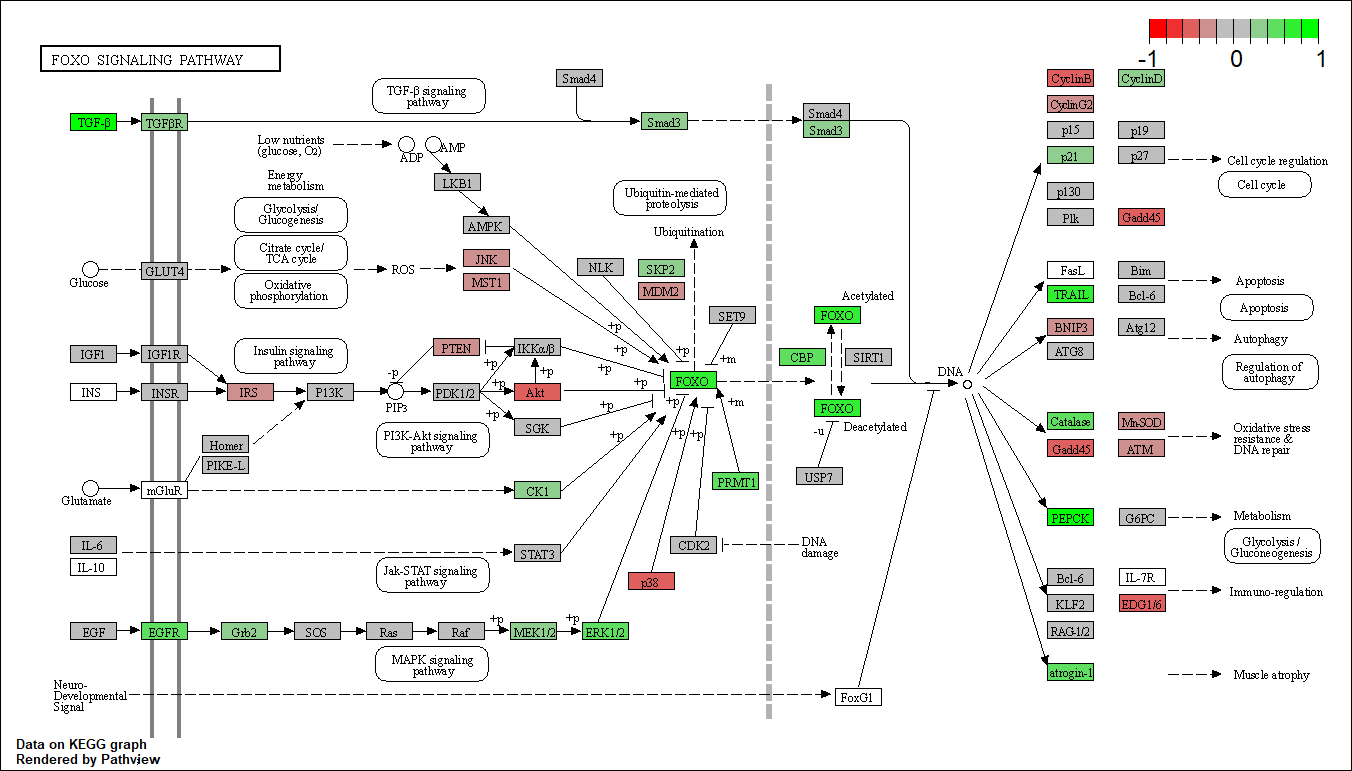 -1 0 1
FOXO SIGNALING PATHWAY
TGF-β signaling
pathway
Smad4
TGF-β
TGFβR
Smad3
Smad4
Smad3
Low nutrients
(glucose, O2)
ADP
AMP
Energy
metabolism
LKB1
AMPK
Glycolysis/
Glucogenesis
Citrate cycle/
TCA cycle
Oxidative
phosphorylation
Glucose
GLUT4
ROS
JNK
MST1
NLK
Ubiquitin-mediated
proteolysis
Ubiquitination
SKP2
MDM2
SET9
+p
+p
+m
IGF1
IGF1R
Insulin signaling
pathway
PTEN
IKKα/β
+p
+p
-p
+p
INS
INSR
IRS
P13K
PIP3
PDK1/2
+p
Akt
+p
FOXO
+p
+p
+m
SGK
+p
+p
+p
PI3K-Akt signaling
pathway
Homer
PIKE-L
Glutamate
mGluR
CK1
PRMT1
IL-6
IL-10
STAT3
CDK2
DNA
damage
Jak-STAT signaling
pathway
p38
EGF
EGFR
Grb2
SOS
Ras
Raf
+p
MEK1/2
+p
ERK1/2
MAPK signaling
pathway
Neuro-
Developmental
Signal
FoxG1
Acetylated
FOXO
CBP
SIRT1
FOXO
Deacetylated
-u
USP7
DNA
CyclinB
CyclinD
CyclinG2
p15
p19
p21
p27
Cell cycle regulation
Cell cycle
p130
Plk
Gadd45
FasL
Bim
Apoptosis
TRAIL
Bcl-6
Apoptosis
BNIP3
Atg12
Autophagy
ATG8
Regulation of
autophagy
Catalase
Mn-SOD
Oxidative stress
resistance &
DNA repair
Gadd45
ATM
PEPCK
G6PC
Metabolism
Glycolysis /
Gluconeogenesis
Bcl-6
IL-7R
Immuno-regulation
KLF2
EDG1/6
RAG-1/2
atrogin-1
Muscle atrophy
Data on KEGG graph
Rendered by Pathview